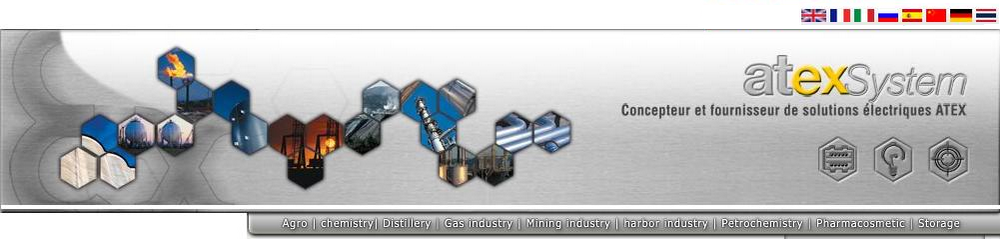 atexSystem
Concepteur et fournisseur de solutions électriques ATEX
Agro | chemistry| Distillery | Gas industry | Mining industry | harbor industry | Petrochemistry | Pharmacosmetic | Storage